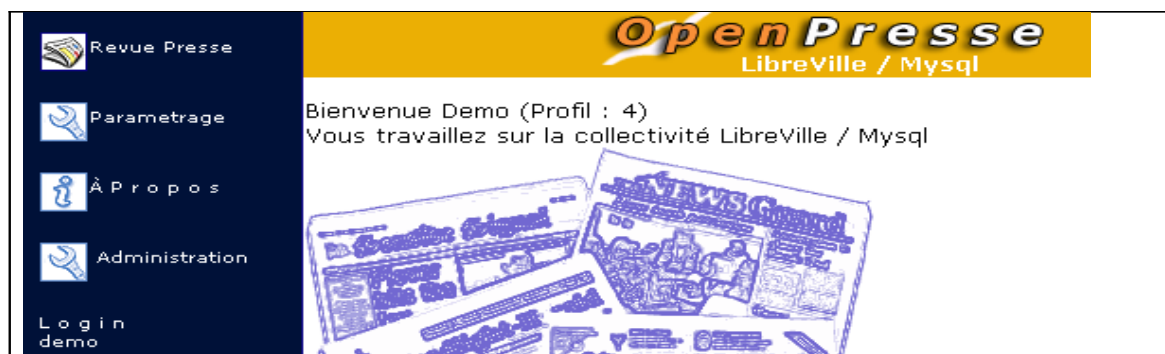 Revue Presse
Parametrage
À P r o p o s
Administration
L o g i n
demo
OpenPresse
LibreVille / Mysql
Bienvenue Demo (Profil : 4)
Vous travaillez sur la collectivité LibreVille / Mysql
NEWS